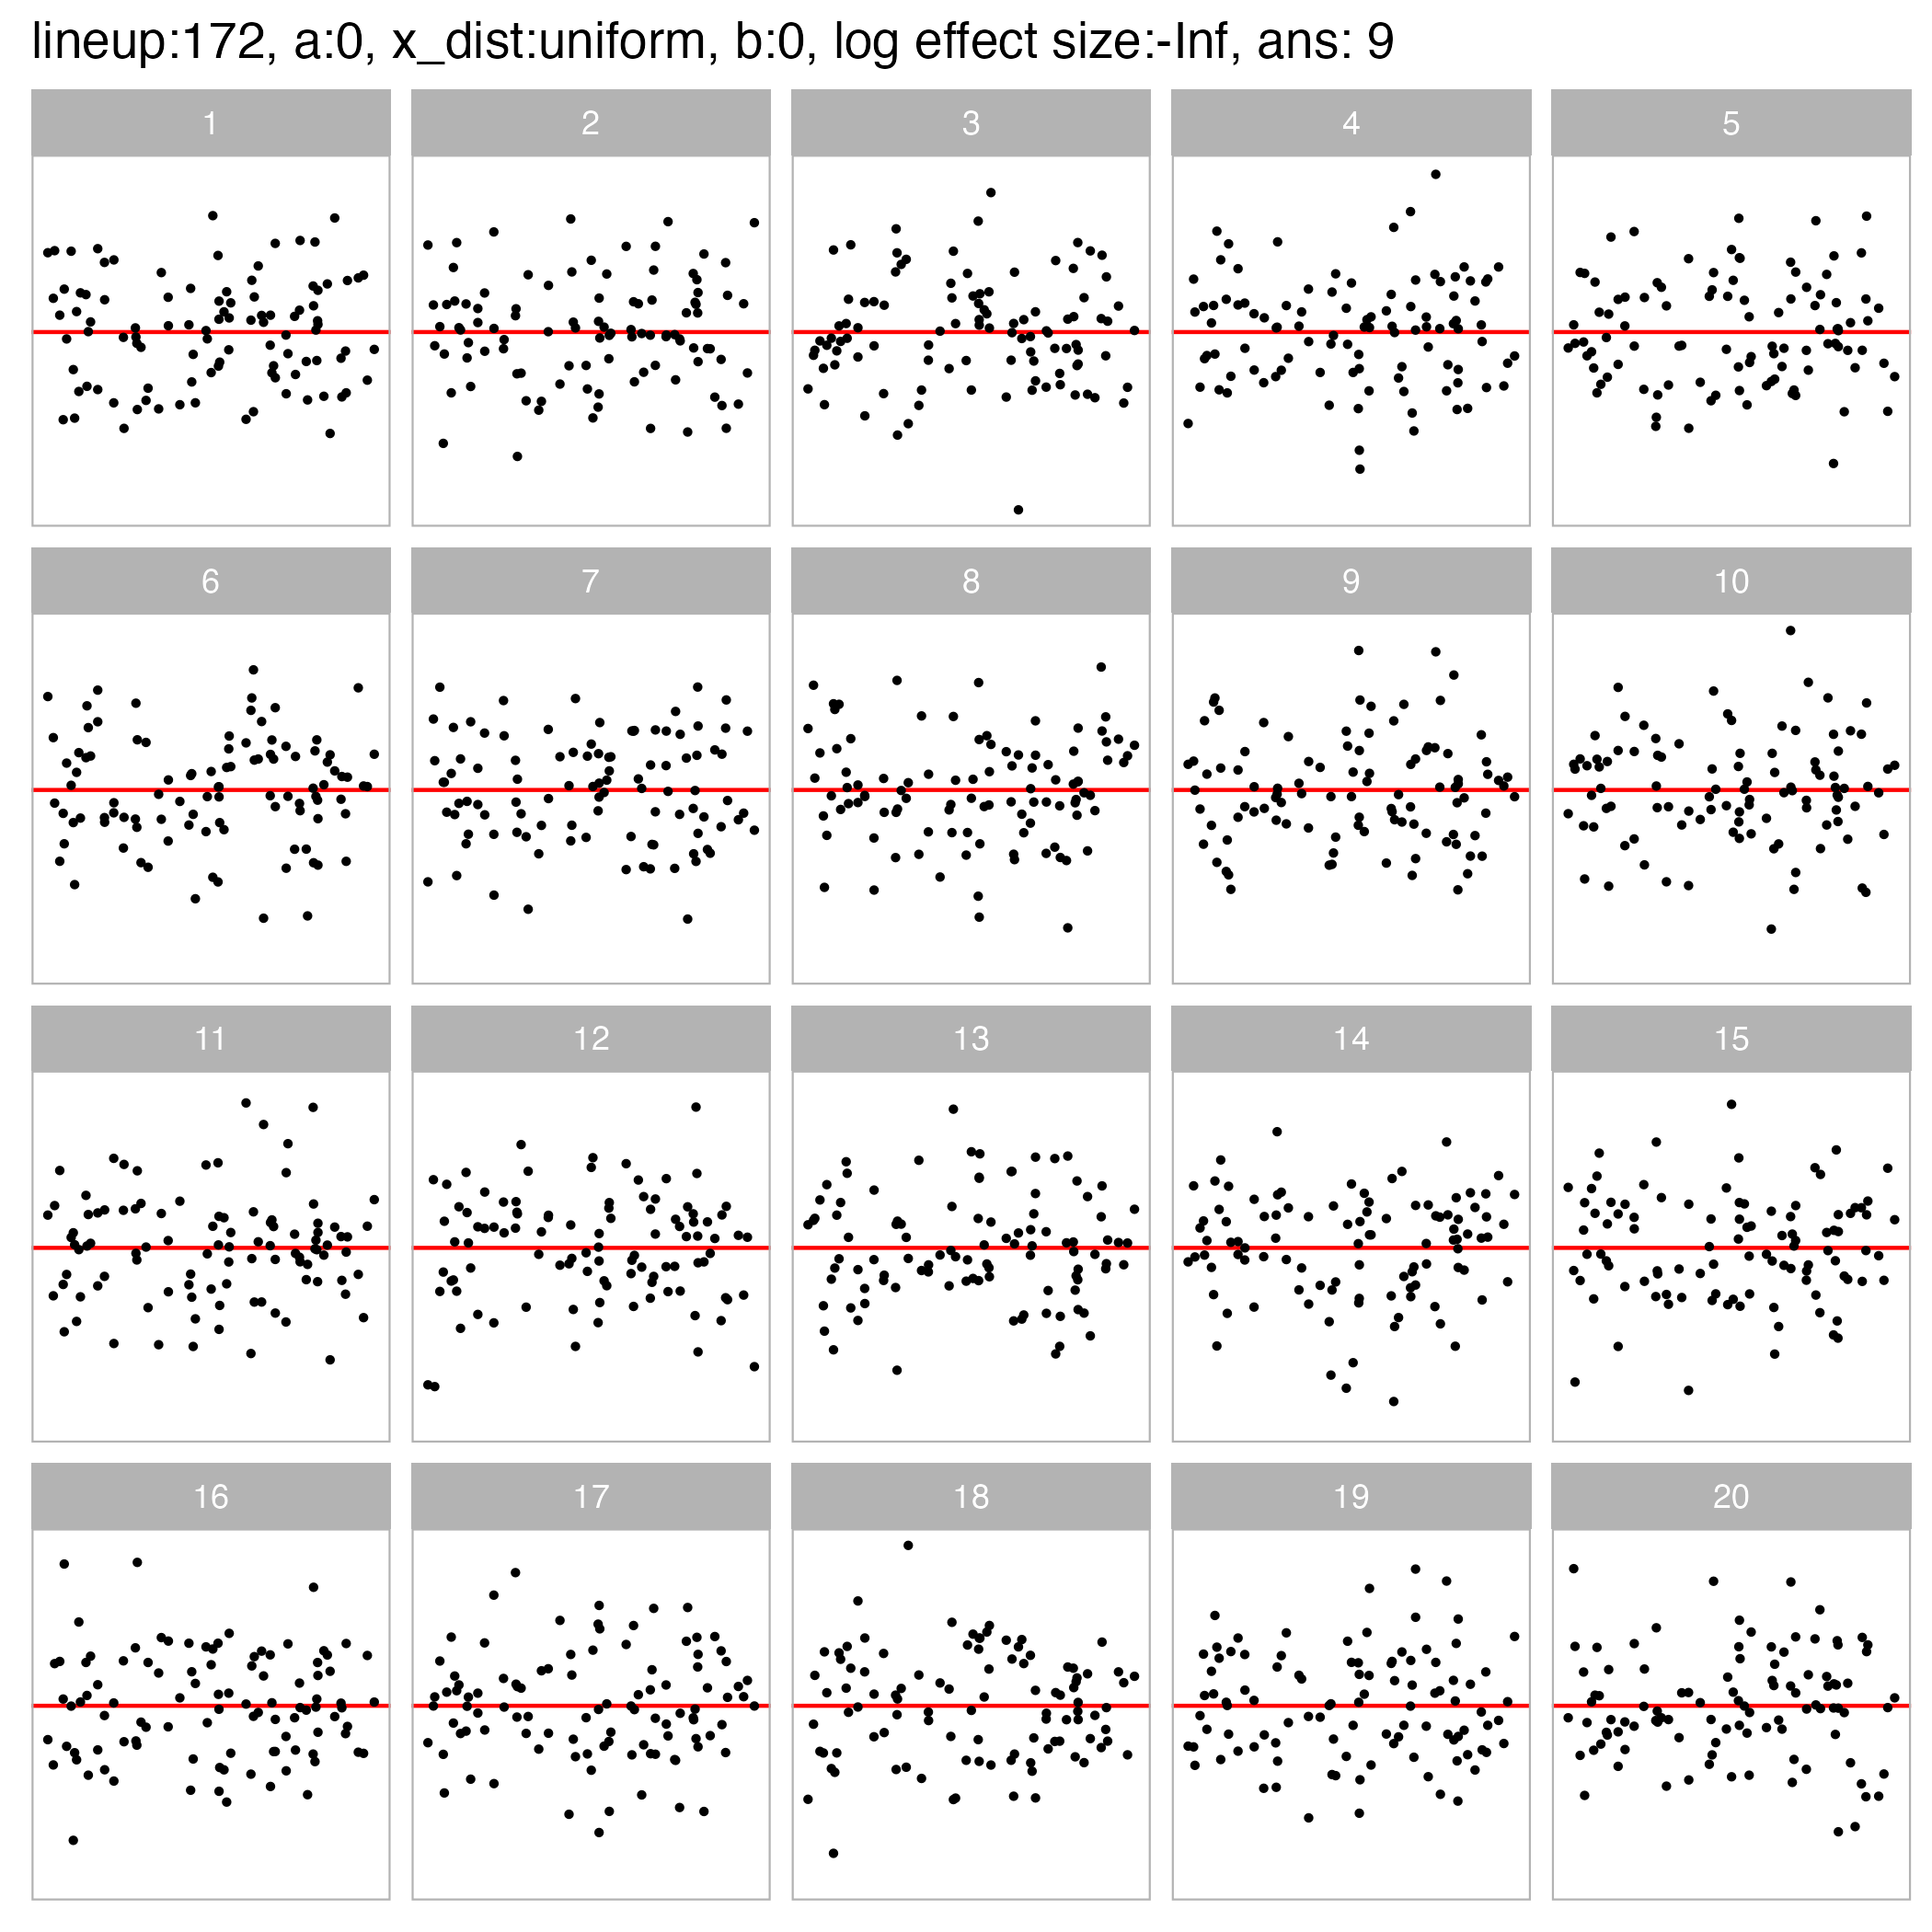 lineup:172, a:0, x_dist:uniform, b:0, log effect size:-Inf, ans: 9
1 2 3 4 5
6 7 8 9 10
11 12 13 14 15
16 17 18 19 20